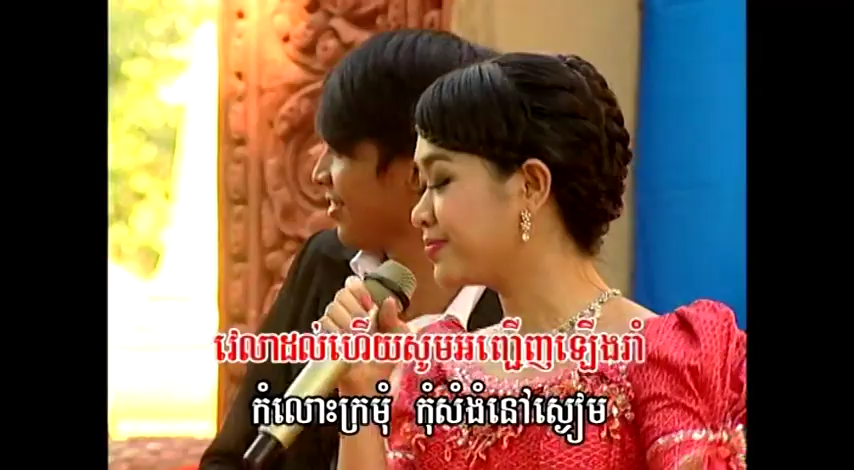 វេលាដល់ហើយសូមអញ្ជើញឡើងរាំ
កំលោះក្រមុំ កុំសំងំនៅស្ងៀម